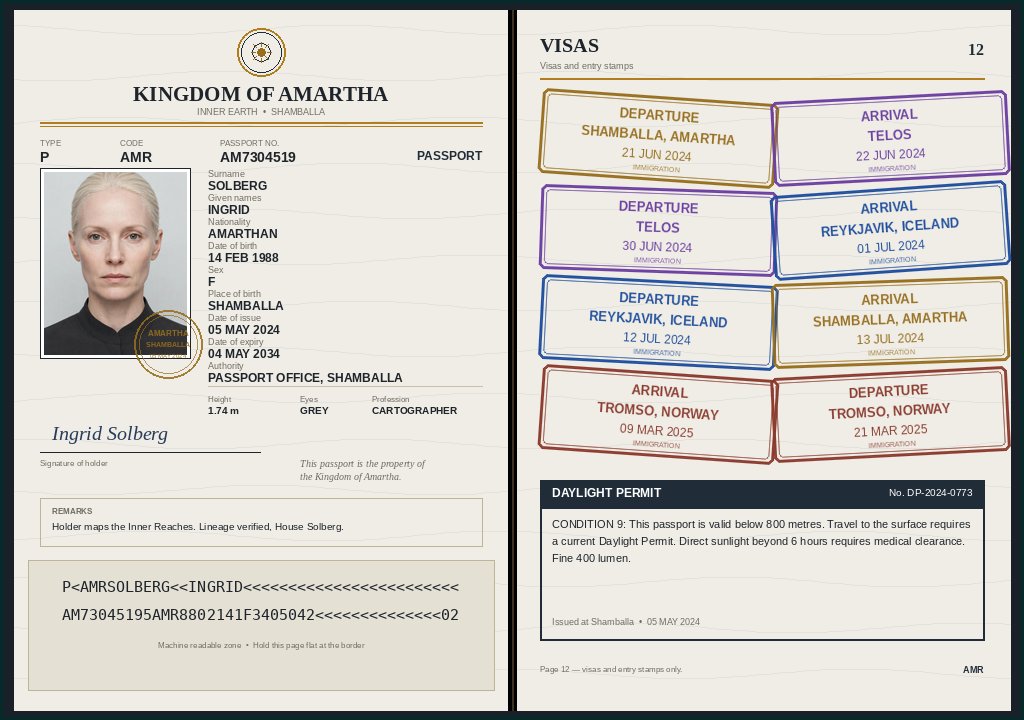 KINGDOM OF AMARTHA
INNER EARTH • SHAMBALLA
TYPE CODE PASSPORT NO.
P AMR AM7304519 PASSPORT
Surname
SOLBERG
Given names
INGRID
Nationality
AMARTHAN
Date of birth
14 FEB 1988
Sex
F
Place of birth
SHAMBALLA
Date of issue
05 MAY 2024
Date of expiry
04 MAY 2034
Authority
PASSPORT OFFICE, SHAMBALLA
AMARTHA
SHAMBALLA
Height Eyes Profession
1.74 m GREY CARTOGRAPHER
Ingrid Solberg
Signature of holder
This passport is the property of
the Kingdom of Amartha.
REMARKS
Holder maps the Inner Reaches. Lineage verified, House Solberg.
P<AMRSOLBERG<<INGRID<<<<<<<<<<<<<<<<<<<<<<<<
AM73045195AMR8802141F3405042<<<<<<<<<<<<<<02
Machine readable zone • Hold this page flat at the border
VISAS 12
Visas and entry stamps
DEPARTURE
SHAMBALLA, AMARTHA
21 JUN 2024
IMMIGRATION
ARRIVAL
TELOS
22 JUN 2024
IMMIGRATION
DEPARTURE
TELOS
30 JUN 2024
IMMIGRATION
ARRIVAL
REYKJAVIK, ICELAND
01 JUL 2024
IMMIGRATION
DEPARTURE
REYKJAVIK, ICELAND
12 JUL 2024
IMMIGRATION
ARRIVAL
SHAMBALLA, AMARTHA
13 JUL 2024
IMMIGRATION
ARRIVAL
TROMSO, NORWAY
09 MAR 2025
IMMIGRATION
DEPARTURE
TROMSO, NORWAY
21 MAR 2025
IMMIGRATION
DAYLIGHT PERMIT No. DP-2024-0773
CONDITION 9: This passport is valid below 800 metres. Travel to the surface requires
a current Daylight Permit. Direct sunlight beyond 6 hours requires medical clearance.
Fine 400 lumen.
Issued at Shamballa • 05 MAY 2024
Page 12 — visas and entry stamps only. AMR